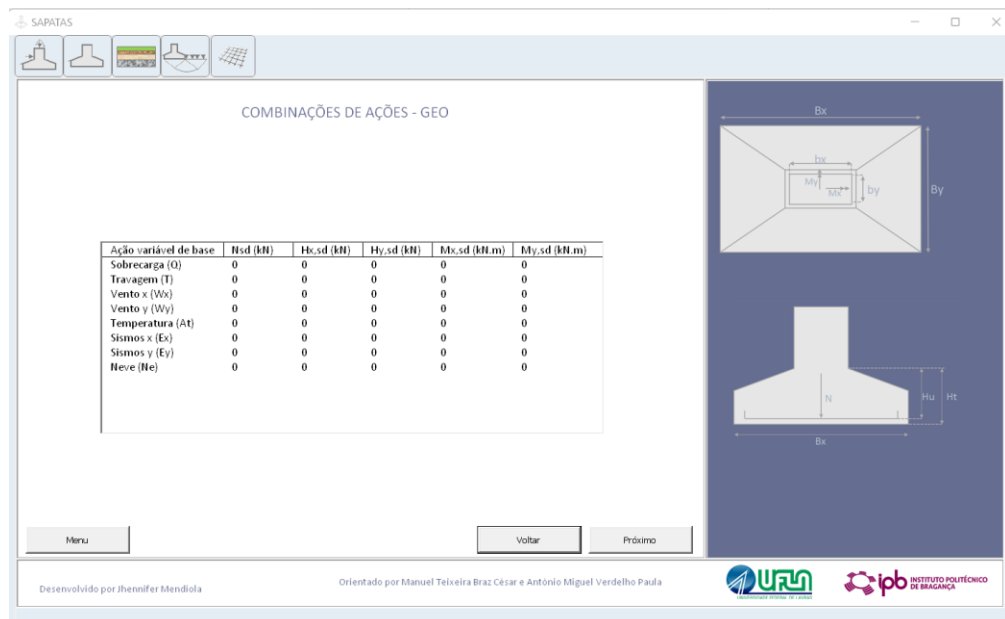 SAPATAS
COMBINAÇÕES DE AÇÕES - GEO
Ação variável de base Nsd (kN) Hx,sd (kN) Hy,sd (kN) Mx,sd (kN.m) My,sd (kN.m)
Sobrecarga (Q) 0 0 0 0 0
Travagem (T) 0 0 0 0 0
Vento x (Wx) 0 0 0 0 0
Vento y (Wy) 0 0 0 0 0
Temperatura (At) 0 0 0 0 0
Sismos x (Ex) 0 0 0 0 0
Sismos y (Ey) 0 0 0 0 0
Neve (Ne) 0 0 0 0 0
Bx
bx
My
Mx
by
By
N
Hu
Ht
Bx
Menu
Voltar
Próximo
Desenvolvido por Jhennifer Mendiola
Orientado por Manuel Teixeira Braz César e António Miguel Verdelho Paula
UFLA
UNIVERSIDADE FEDERAL DE LAVRAS
ipb INSTITUTO POLITÉCNICO
DE BRAGANÇA